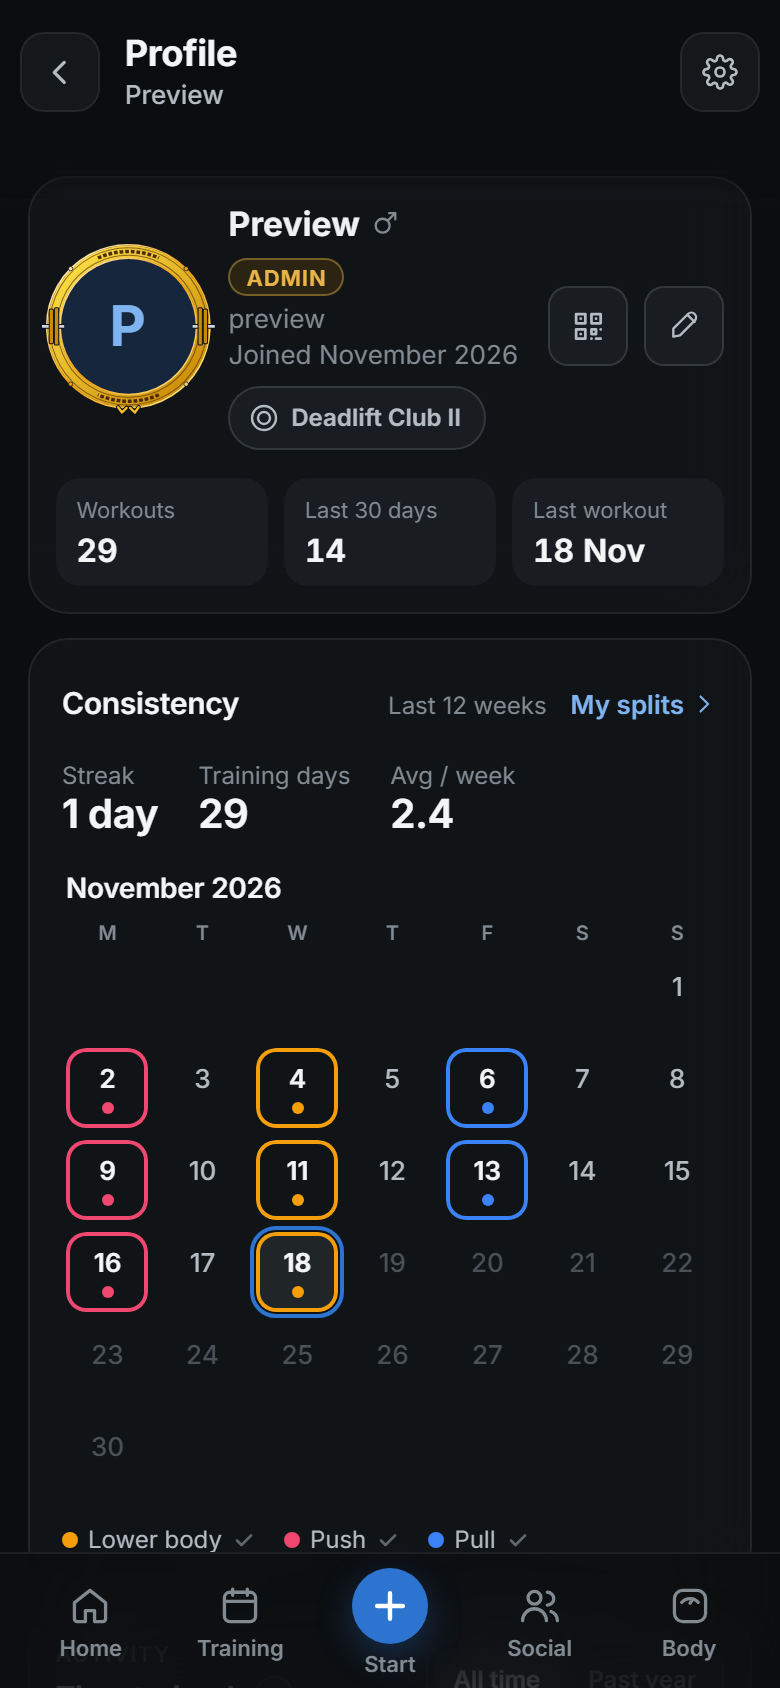 Profile
Preview
P
Preview
ADMIN
preview
Joined November 2026
Deadlift Club II
Workouts
29
Last 30 days
14
Last workout
18 Nov
Consistency
Last 12 weeks
My splits
Streak
1 day
Training days
29
Avg / week
2.4
November 2026
M T W T F S S
1
2 3 4 5 6 7 8
9 10 11 12 13 14 15
16 17 18 19 20 21 22
23 24 25 26 27 28 29
30
Lower body
Push
Pull
Home
Training
Start
Social
Body
All time
Past year